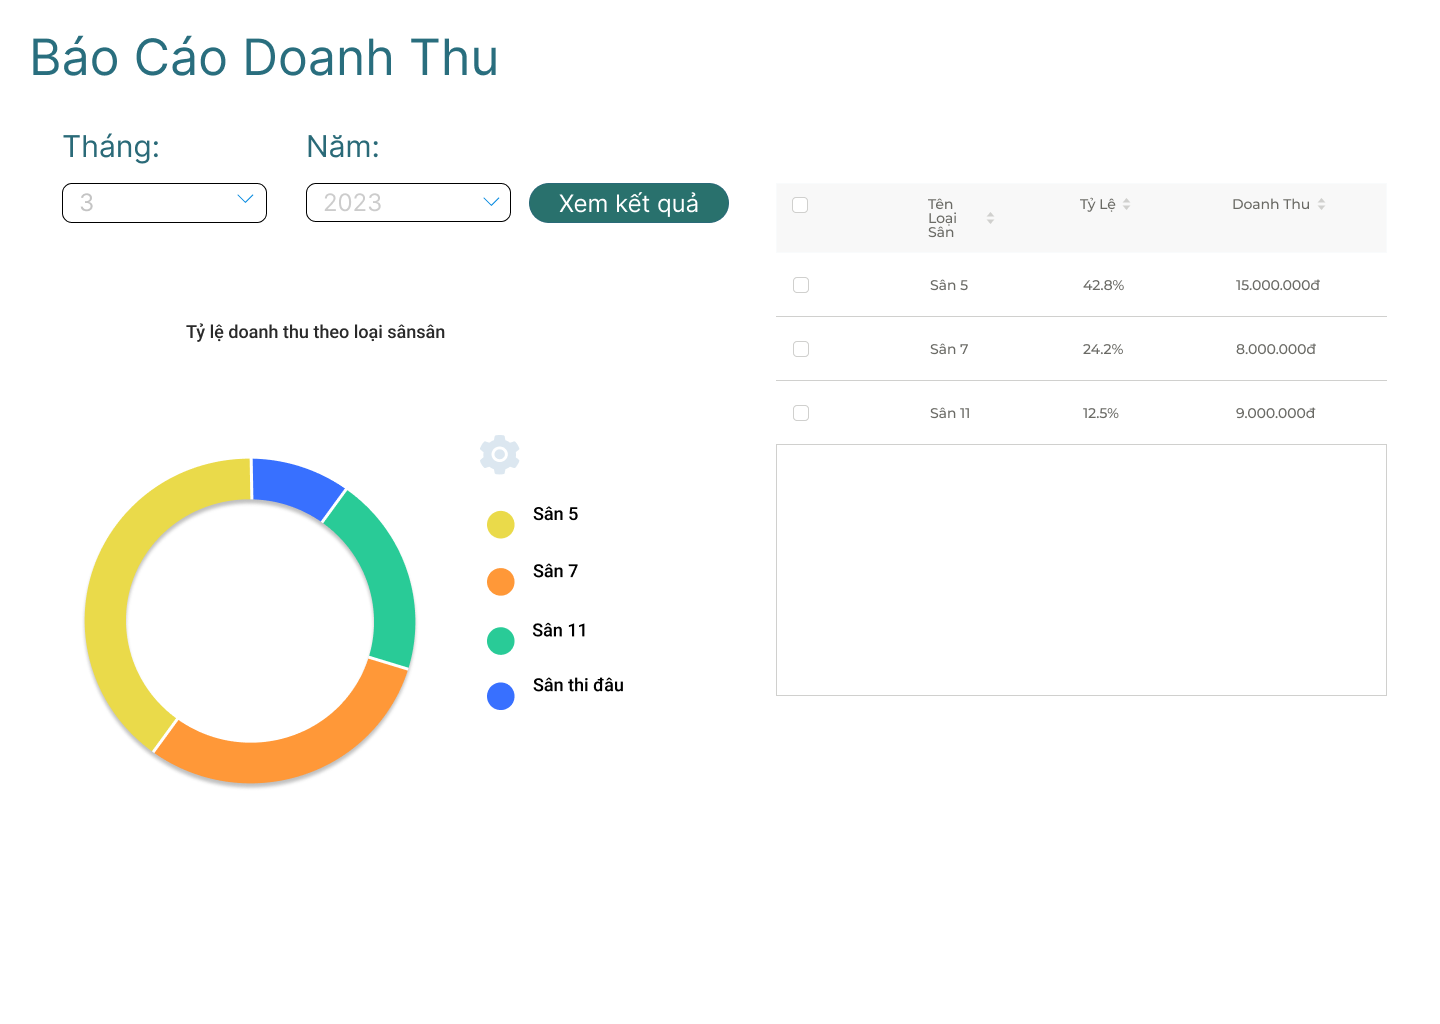 Báo Cáo Doanh Thu
Tháng:
Năm:
3
2023
Xem kết quả
Tên
Loại
Sân
Tỷ Lệ
Doanh Thu
Sân 5
42.8%
15.000.000đ
Sân 7
24.2%
8.000.000đ
Sân 11
12.5%
9.000.000đ
Tỷ lệ doanh thu theo loại sânsân
Sân 5
Sân 7
Sân 11
Sân thi đâu